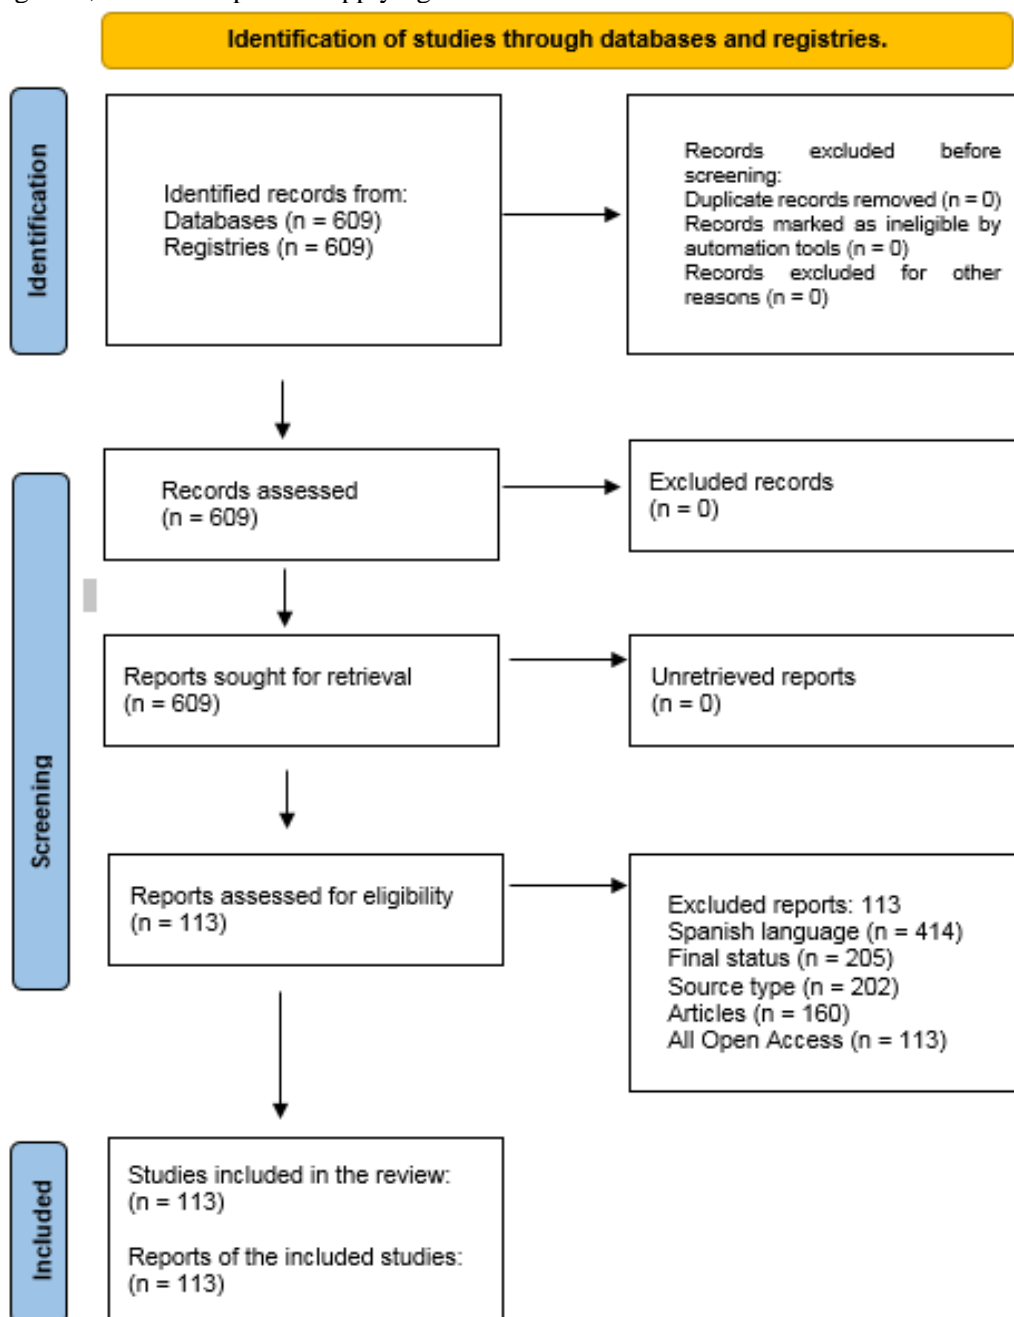 Identification of studies through databases and registries.
Identification
Identified records from:
Databases (n = 609)
Registries (n = 609)
Records excluded before
screening:
Duplicate records removed (n = 0)
Records marked as ineligible by
automation tools (n = 0)
Records excluded for other
reasons (n = 0)
Screening
Records assessed
(n = 609)
Excluded records
(n = 0)
Reports sought for retrieval
(n = 609)
Unretrieved reports
(n = 0)
Reports assessed for eligibility
(n = 113)
Excluded reports: 113
Spanish language (n = 414)
Final status (n = 205)
Source type (n = 202)
Articles (n = 160)
All Open Access (n = 113)
Included
Studies included in the review:
(n = 113)
Reports of the included studies:
(n = 113)